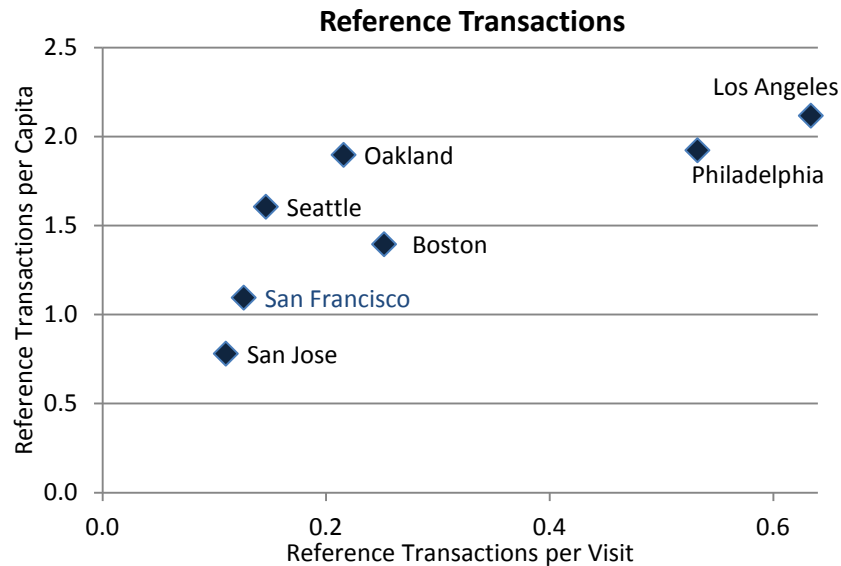 Reference Transactions
2.5
Los Angeles
2.0
Oakland
Philadelphia
Seattle
1.5
Boston
San Francisco
1.0
San Jose
0.5
0.0
0.0 0.2 0.4 0.6
Reference Transactions per Visit
Reference Transactions per Capita